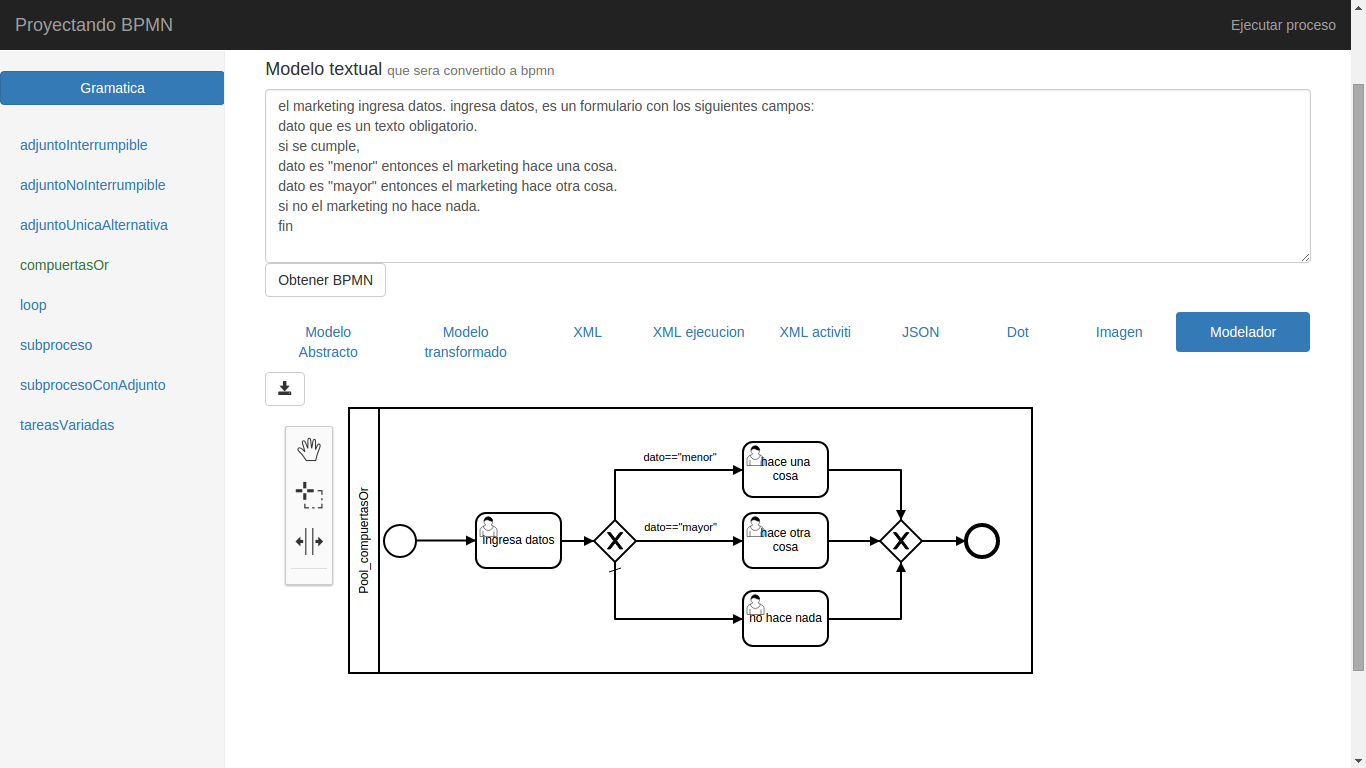 Proyectando BPMN
Ejecutar proceso
Gramatica
adjuntoInterrumpible
adjuntoNoInterrumpible
adjuntoUnicaAlternativa
compuertasOr
loop
subproceso
subprocesoConAdjunto
tareasVariadas
Modelo textual que sera convertido a bpmn
el marketing ingresa datos. ingresa datos, es un formulario con los siguientes campos:
dato que es un texto obligatorio.
si se cumple,
dato es "menor" entonces el marketing hace una cosa.
dato es "mayor" entonces el marketing hace otra cosa.
si no el marketing no hace nada.
fin
Obtener BPMN
Modelo
Abstracto
Modelo
transformado
XML
XML ejecucion
XML activiti
JSON
Dot
Imagen
Modelador
Pool_compuertasOr
ingresa datos
dato=="menor"
hace una
cosa
dato=="mayor"
hace otra
cosa
no hace nada